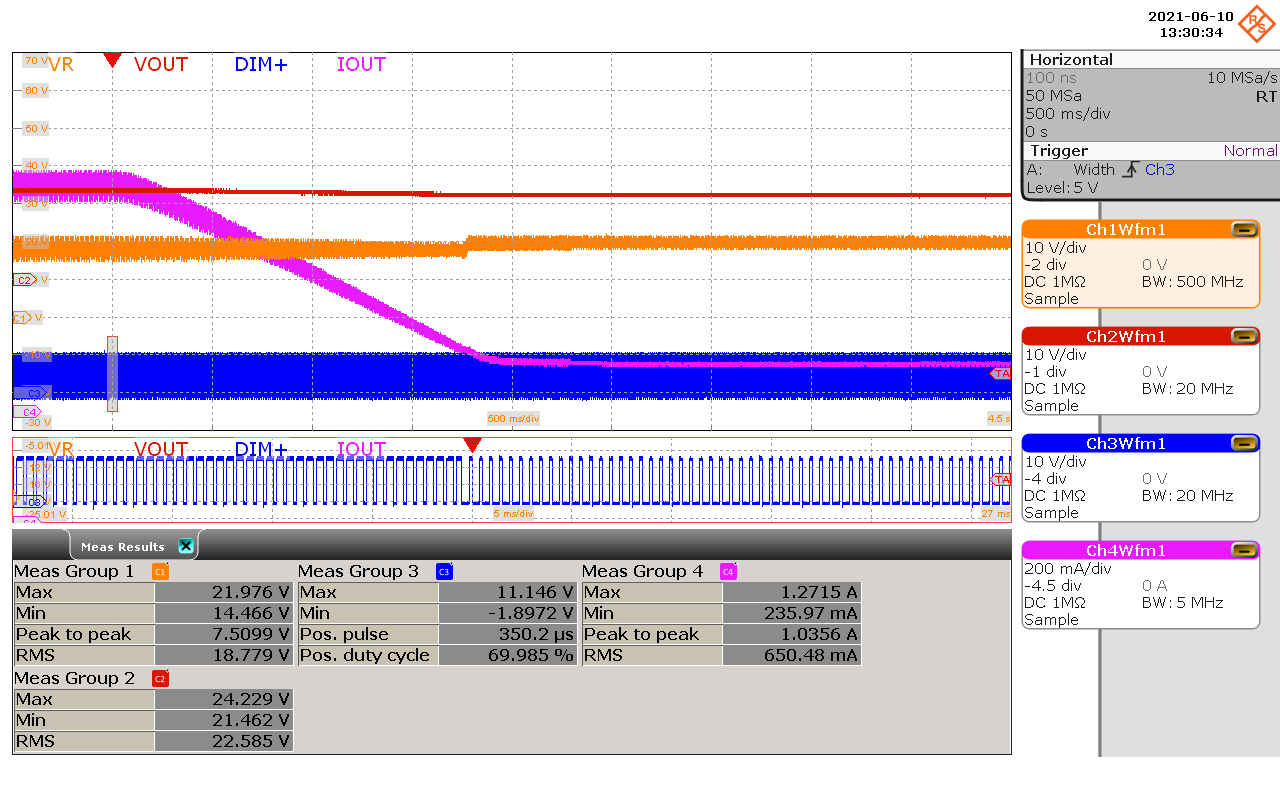 2021-06-10
13:30:34
R
S
70 V
VR
VOUT
DIM+
IOUT
60 V
50 V
40 V
30 V
C2
V
C1
V
C3
C4
-30 V
500 ms/div
4.5 s
TA
-5.01
VR
VOUT
DIM+
IOUT
C3
-25.01 V
5 ms/div
27 ms
TA
Horizontal
100 ns 10 MSa/s
50 MSa RT
500 ms/div
0 s
Trigger Normal
A: Width Ch3
Level: 5 V
Ch1Wfm1
10 V/div
-2 div 0 V
DC 1MΩ BW: 500 MHz
Sample
Ch2Wfm1
10 V/div
-1 div 0 V
DC 1MΩ BW: 20 MHz
Sample
Ch3Wfm1
10 V/div
-4 div 0 V
DC 1MΩ BW: 20 MHz
Sample
Ch4Wfm1
200 mA/div
-4.5 div 0 A
DC 1MΩ BW: 5 MHz
Sample
Meas Results
Meas Group 1 C1
Max 21.976 V
Min 14.466 V
Peak to peak 7.5099 V
RMS 18.779 V
Meas Group 3 C3
Max 11.146 V
Min -1.8972 V
Pos. pulse 350.2 µs
Pos. duty cycle 69.985 %
Meas Group 4 C4
Max 1.2715 A
Min 235.97 mA
Peak to peak 1.0356 A
RMS 650.48 mA
Meas Group 2 C2
Max 24.229 V
Min 21.462 V
RMS 22.585 V